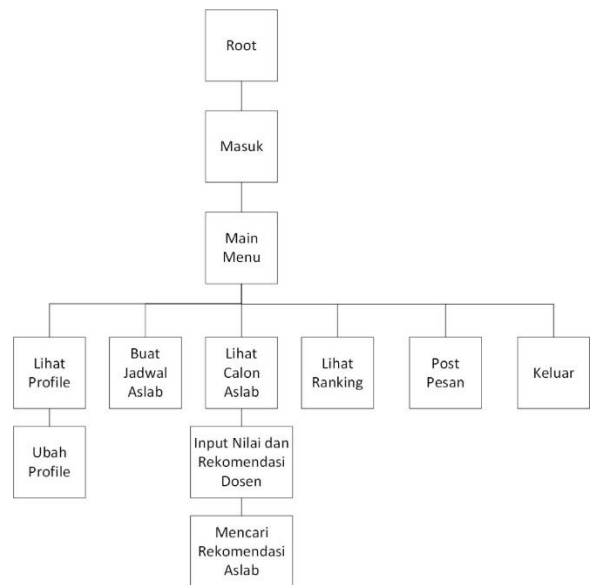 Root
Masuk
Main
Menu
Lihat
Profile
Buat
Jadwal
Aslab
Lihat
Calon
Aslab
Lihat
Ranking
Post
Pesan
Keluar
Ubah
Profile
Input Nilai dan
Rekomendasi
Dosen
Mencari
Rekomendasi
Aslab